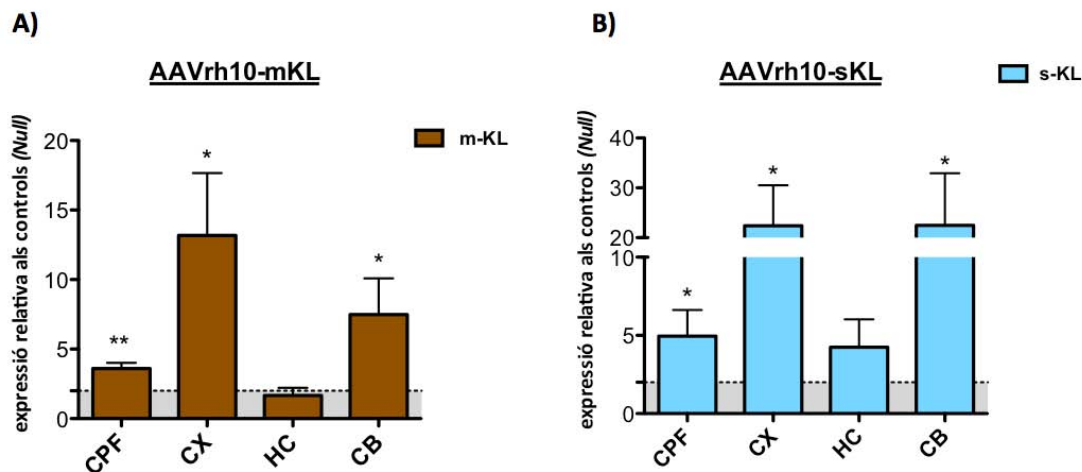 A)
AAVrh10-mKL
m-KL
expressió relativa als controls (Null)
20
15
10
5
0
**
*
*
CPF
CX
HC
CB
B)
AAVrh10-sKL
s-KL
expressió relativa als controls (Null)
40
30
20
10
5
0
*
*
*
CPF
CX
HC
CB